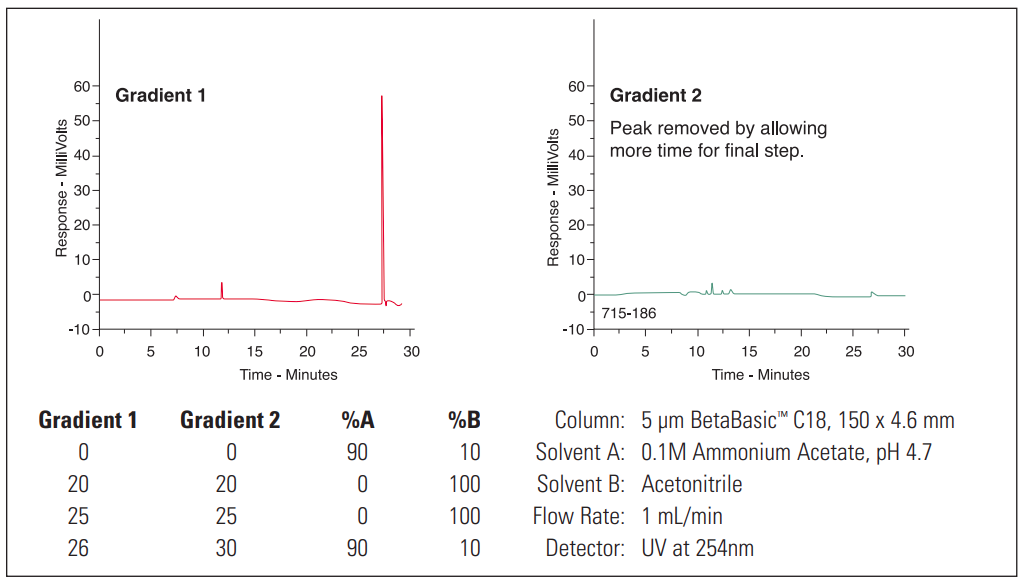 Gradient 1
60
50
40
30
20
10
0
-10
Response - MilliVolts
0 5 10 15 20 25 30
Time - Minutes
Gradient 2
Peak removed by allowing
more time for final step.
60
50
40
30
20
10
0
-10
Response - MilliVolts
715-186
0 5 10 15 20 25 30
Time - Minutes
Gradient 1 Gradient 2 %A %B
0 0 90 10
20 20 0 100
25 25 0 100
26 30 90 10
Column: 5 µm BetaBasic™ C18, 150 x 4.6 mm
Solvent A: 0.1M Ammonium Acetate, pH 4.7
Solvent B: Acetonitrile
Flow Rate: 1 mL/min
Detector: UV at 254nm